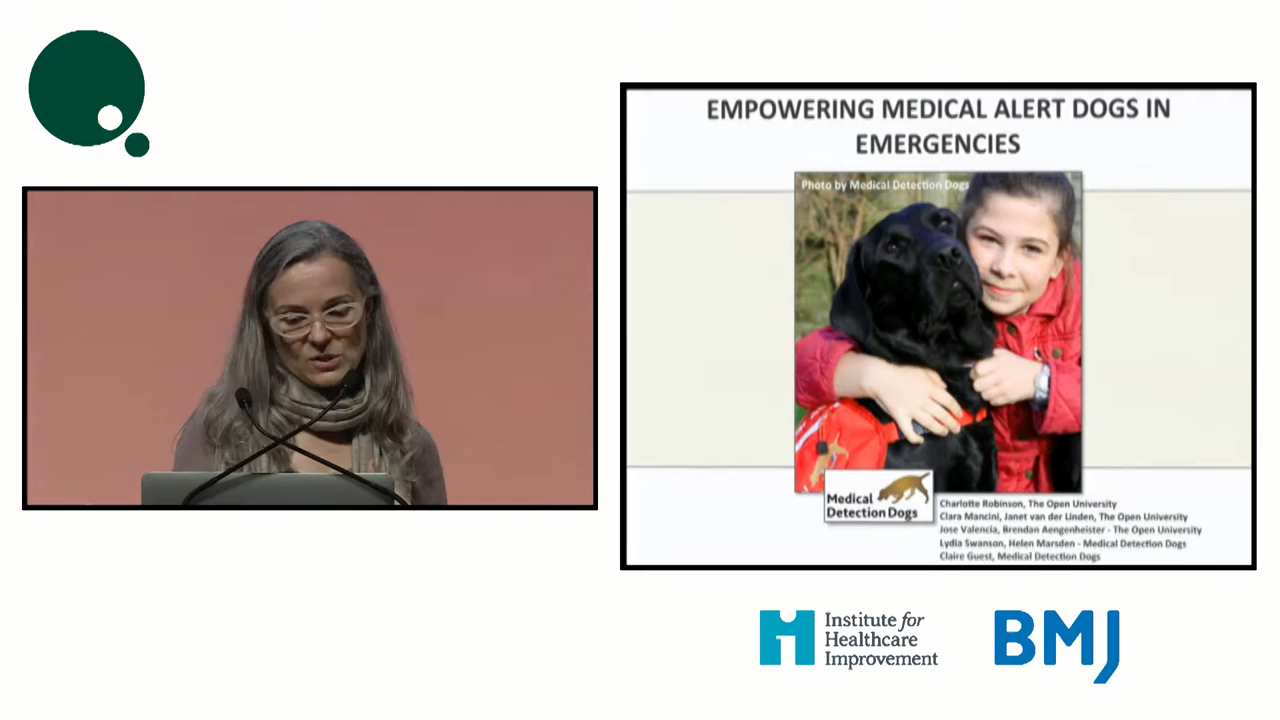 EMPOWERING MEDICAL ALERT DOGS IN
EMERGENCIES
Photo by Medical Detection Dogs
Medical
Detection Dogs
Charlotte Robinson, The Open University
Clara Mancini, Janet van der Linden, The Open University
Jose Valencia, Brendan Aengenheister - The Open University
Lydia Swanson, Helen Marsden - Medical Detection Dogs
Claire Guest, Medical Detection Dogs
Institute for
Healthcare
Improvement
BMJ